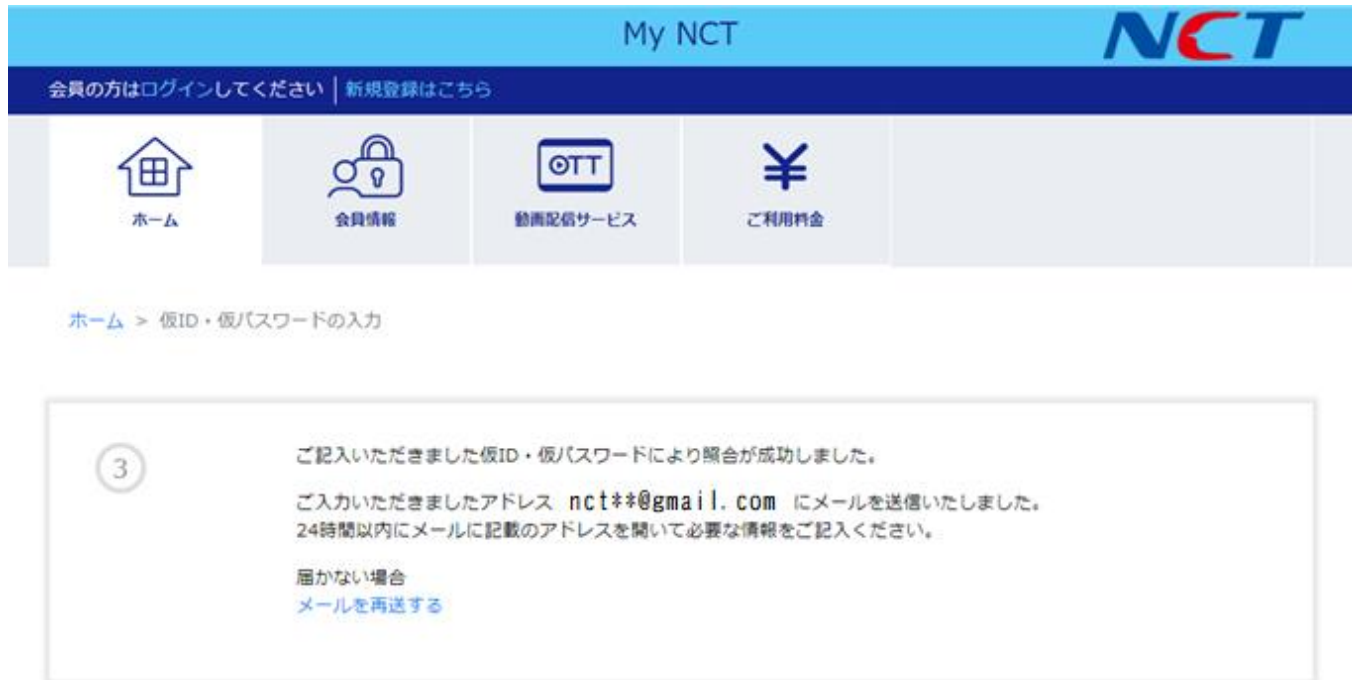 My NCT
NCT
会員の方はログインしてください | 新規登録はこちら
ホーム
会員情報
OTT
動画配信サービス
¥
ご利用料金
ホーム > 仮ID・仮パスワードの入力
3
ご記入いただきました仮ID・仮パスワードにより照合が成功しました。
ご入力いただきましたアドレス nct**@gmail.com にメールを送信いたしました。
24時間以内にメールに記載のアドレスを開いて必要な情報をご記入ください。
届かない場合
メールを再送する